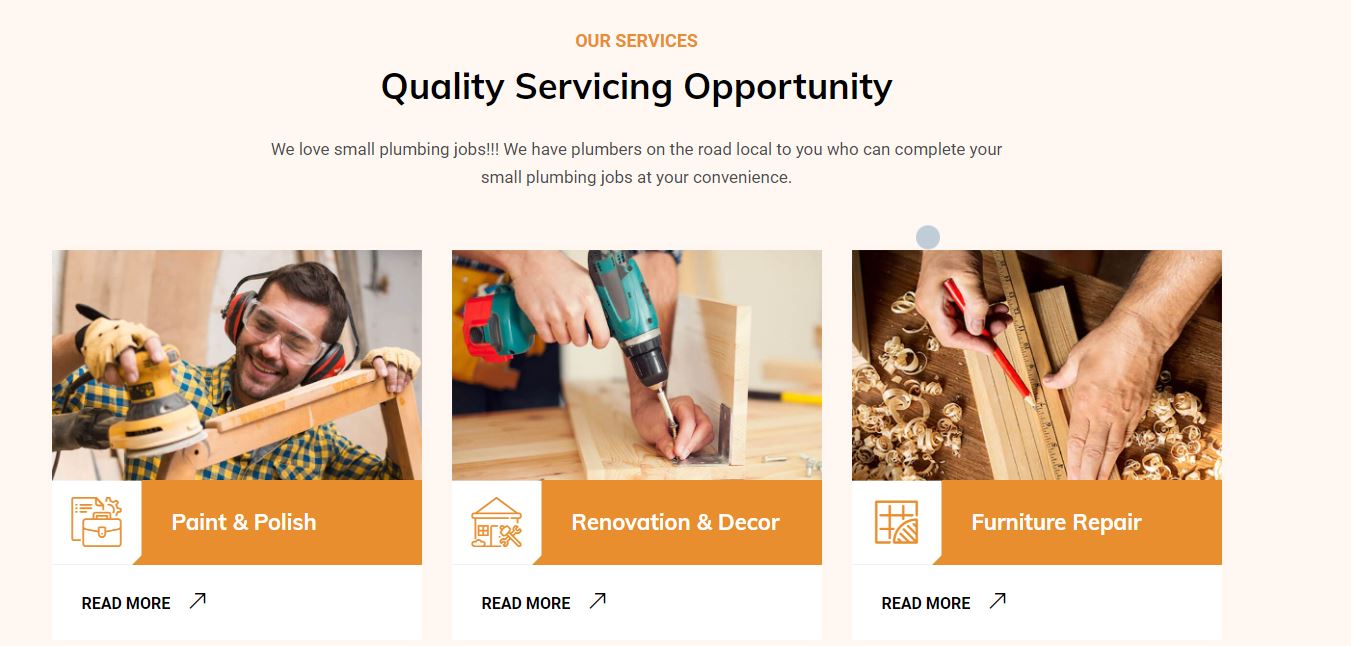 OUR SERVICES
Quality Servicing Opportunity
We love small plumbing jobs!!! We have plumbers on the road local to you who can complete your
small plumbing jobs at your convenience.
Paint & Polish
Renovation & Decor
Furniture Repair
READ MORE
READ MORE
READ MORE